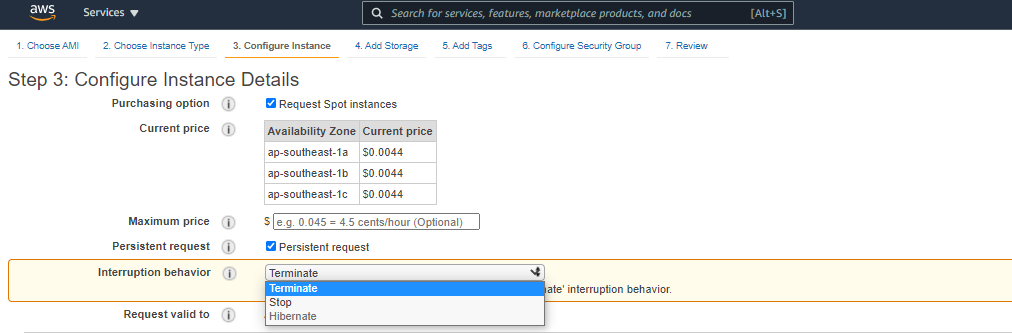 aws Services Search for services, features, marketplace products, and docs [Alt+S]
1. Choose AMI 2. Choose Instance Type 3. Configure Instance 4. Add Storage 5. Add Tags 6. Configure Security Group 7. Review
Step 3: Configure Instance Details
Purchasing option i Request Spot instances
Current price i
Availability Zone Current price
ap-southeast-1a $0.0044
ap-southeast-1b $0.0044
ap-southeast-1c $0.0044
Maximum price i $ e.g. 0.045 = 4.5 cents/hour (Optional)
Persistent request i Persistent request
Interruption behavior i Terminate
Terminate ate' interruption behavior.
Stop
Request valid to i Hibernate